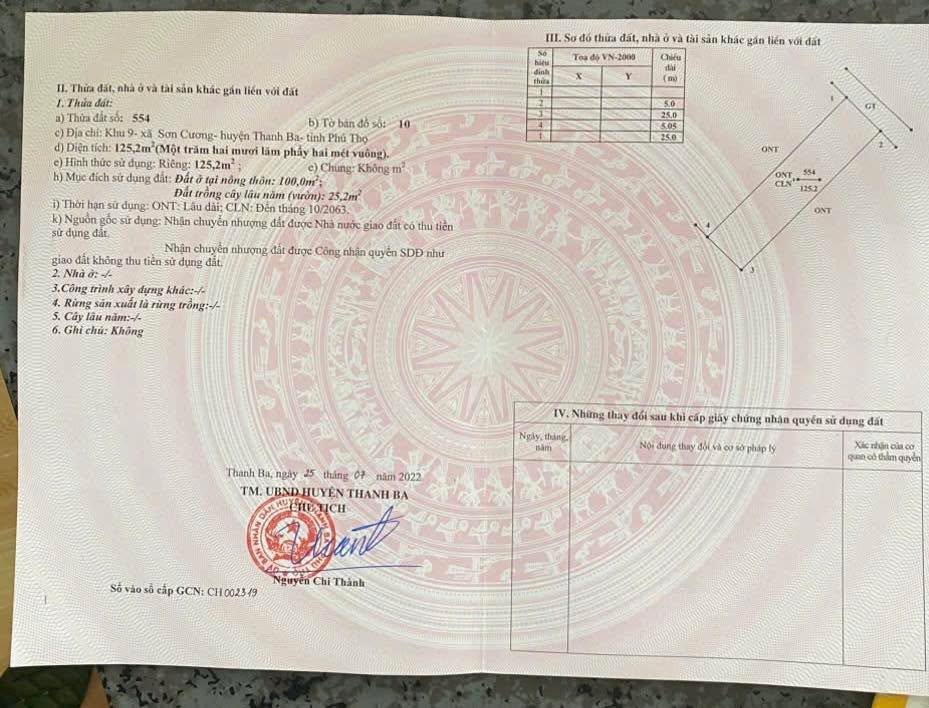 II. Thửa đất, nhà ở và tài sản khác gắn liền với đất
1. Thửa đất:
a) Thửa đất số: 554 b) Tờ bản đồ số: 10
c) Địa chỉ: Khu 9- xã Sơn Cương- huyện Thanh Ba- tỉnh Phú Thọ
d) Diện tích: 125,2m²(Một trăm hai mươi lăm phẩy hai mét vuông).
e) Hình thức sử dụng: Riêng: 125,2m² ; e) Chung: Không m²
h) Mục đích sử dụng đất: Đất ở tại nông thôn: 100,0m²;
Đất trồng cây lâu năm (vườn): 25,2m²
i) Thời hạn sử dụng: ONT: Lâu dài; CLN: Đến tháng 10/2063.
k) Nguồn gốc sử dụng: Nhận chuyển nhượng đất được Nhà nước giao đất có thu tiền
sử dụng đất.
Nhận chuyển nhượng đất được Công nhận quyền SDĐ như
giao đất không thu tiền sử dụng đất.
2. Nhà ở: -/-
3.Công trình xây dựng khác:-/-
4. Rừng sản xuất là rừng trồng:-/-
5. Cây lâu năm:-/-
6. Ghi chú: Không
Thanh Ba, ngày 25 tháng 07 năm 2022
TM. UBND HUYỆN THANH BA
CHỦ TỊCH
Nguyễn Chí Thành
Số vào sổ cấp GCN: CH 002349
III. Sơ đồ thửa đất, nhà ở và tài sản khác gắn liền với đất
Số hiệu đỉnh thửa Toạ độ VN-2000 Chiều dài (m)
X Y
1
2 5.0
3 25.0
4 5.05
1 25.0
1
GT
2
ONT
ONT 554
CLN 125.2
ONT
4
3
IV. Những thay đổi sau khi cấp giấy chứng nhận quyền sử dụng đất
Ngày, tháng, năm Nội dung thay đổi và cơ sở pháp lý Xác nhận của cơ quan có thẩm quyền